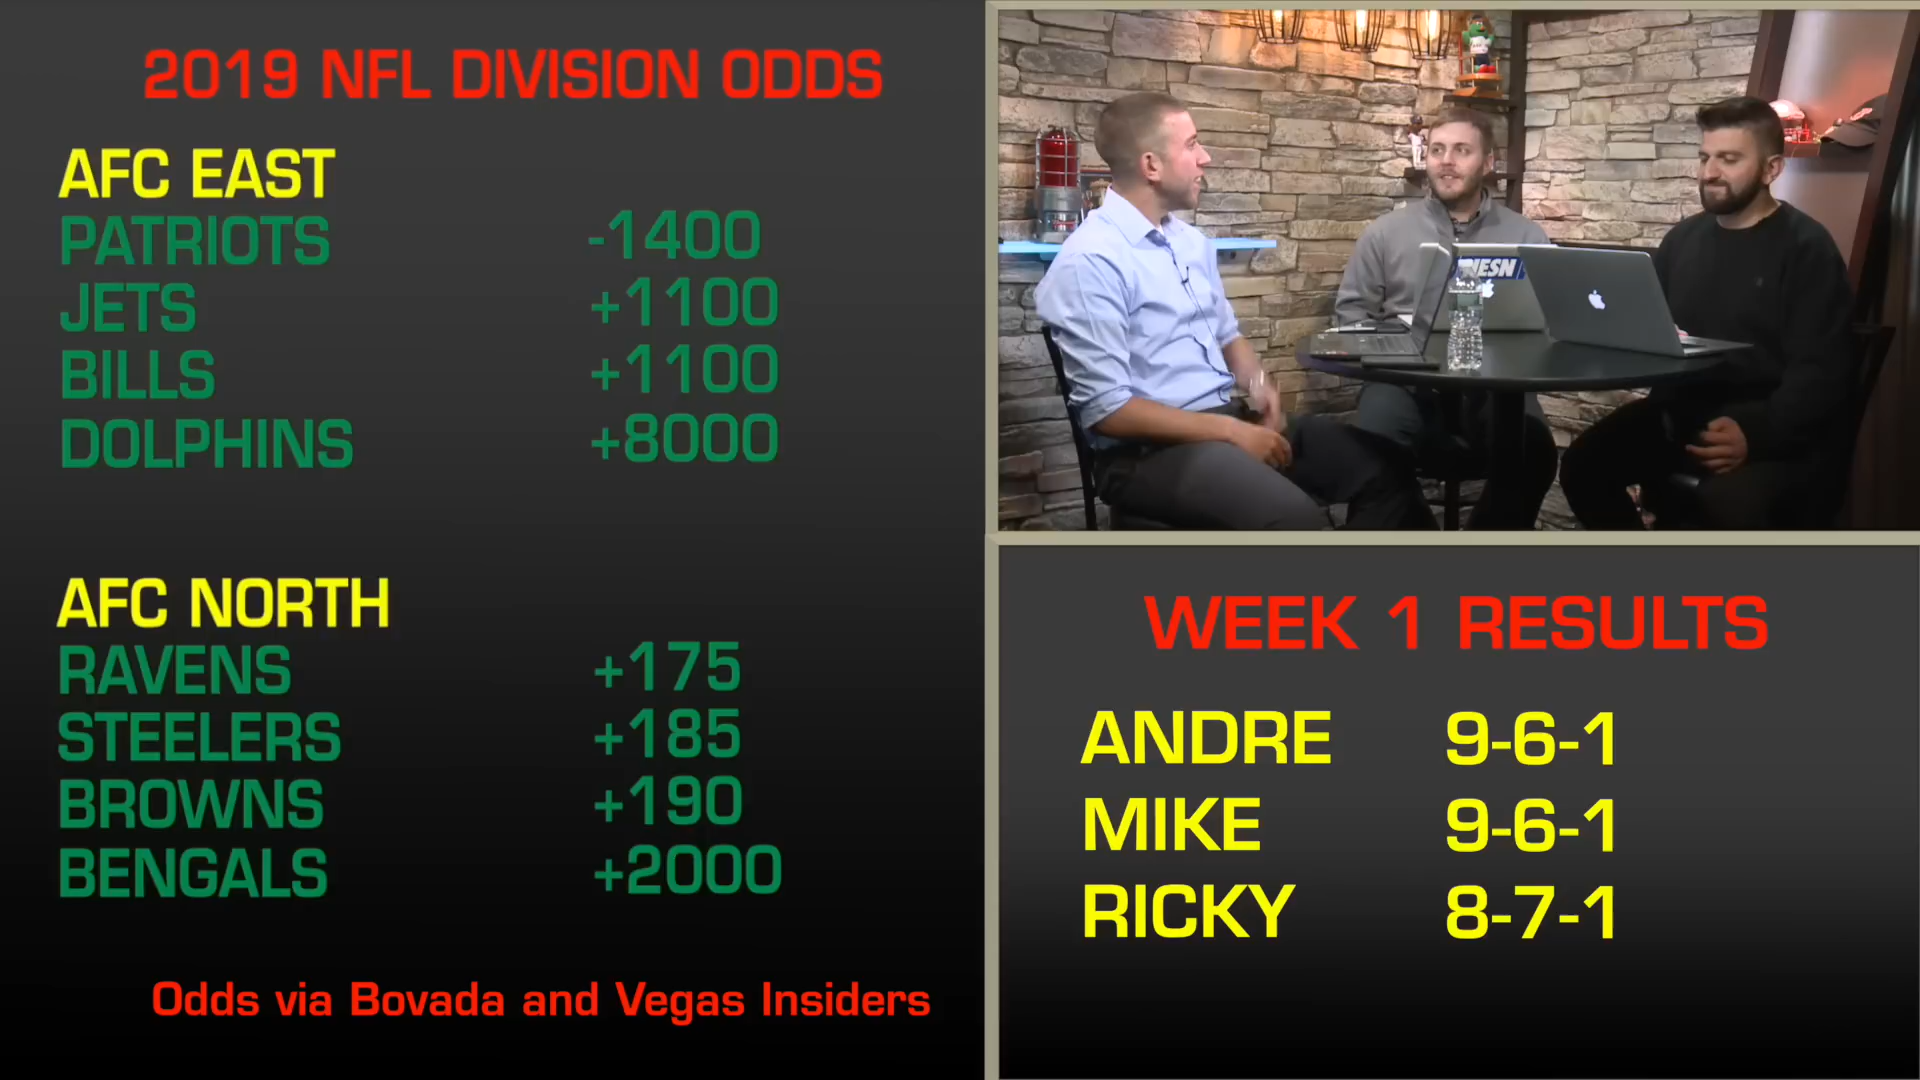 2019 NFL DIVISION ODDS
AFC EAST
PATRIOTS -1400
JETS +1100
BILLS +1100
DOLPHINS +8000
AFC NORTH
RAVENS +175
STEELERS +185
BROWNS +190
BENGALS +2000
Odds via Bovada and Vegas Insiders
NESN
WEEK 1 RESULTS
ANDRE 9-6-1
MIKE 9-6-1
RICKY 8-7-1